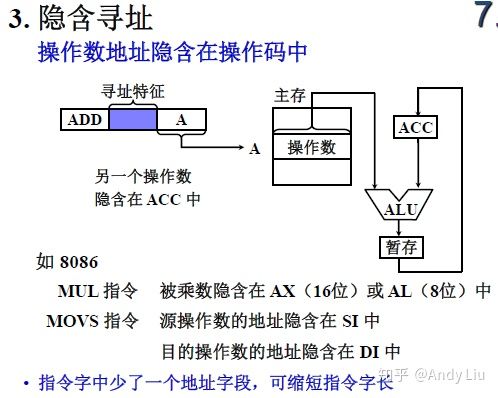 3. 隐含寻址
7.
操作数地址隐含在操作码中
寻址特征
主存
ADD
A
ACC
A
操作数
另一个操作数
隐含在 ACC 中
ALU
暂存
如 8086
MUL 指令 被乘数隐含在 AX（16位）或 AL（8位）中
MOVS 指令 源操作数的地址隐含在 SI 中
目的操作数的地址隐含在 DI 中
• 指令字中少了一个地址字段，可缩短指令字长
知乎 @Andy Liu